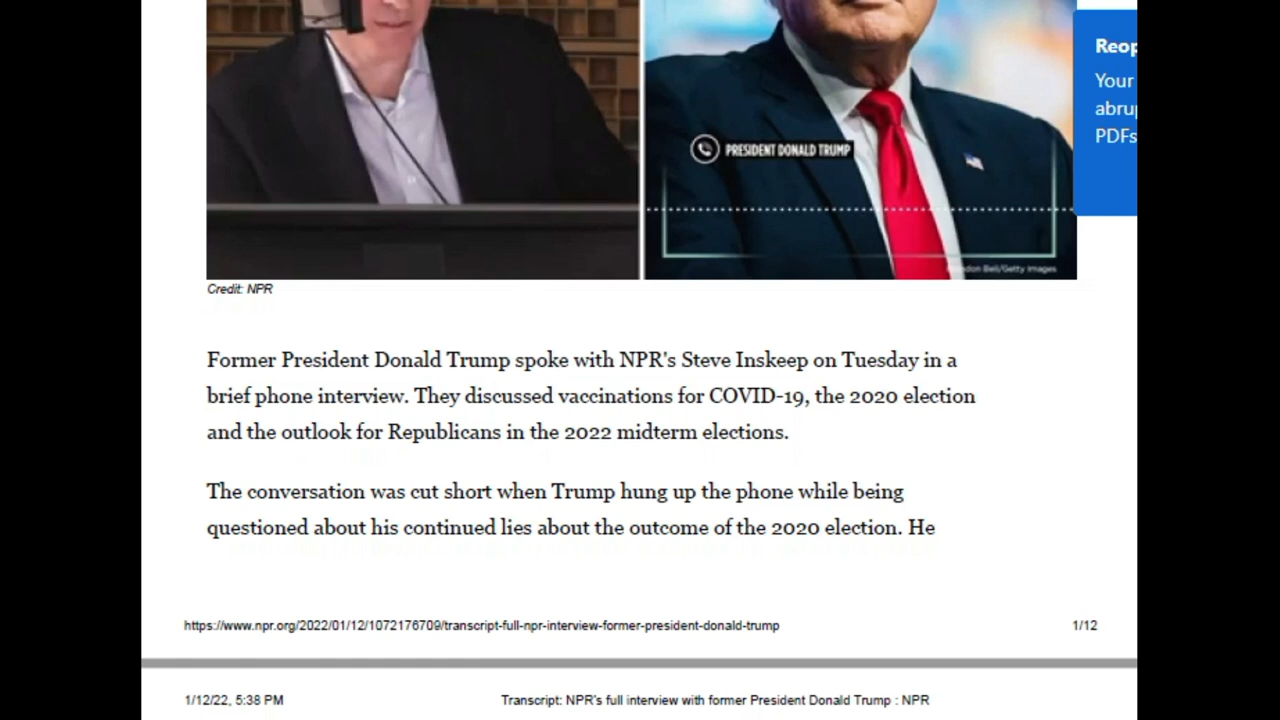 PRESIDENT DONALD TRUMP
Reop
Your
abrup
PDFs
don Bell/Getty Images
Credit: NPR
Former President Donald Trump spoke with NPR's Steve Inskeep on Tuesday in a
brief phone interview. They discussed vaccinations for COVID-19, the 2020 election
and the outlook for Republicans in the 2022 midterm elections.
The conversation was cut short when Trump hung up the phone while being
questioned about his continued lies about the outcome of the 2020 election. He
https://www.npr.org/2022/01/12/1072176709/transcript-full-npr-interview-former-president-donald-trump
1/12
1/12/22, 5:38 PM
Transcript: NPR's full interview with former President Donald Trump : NPR